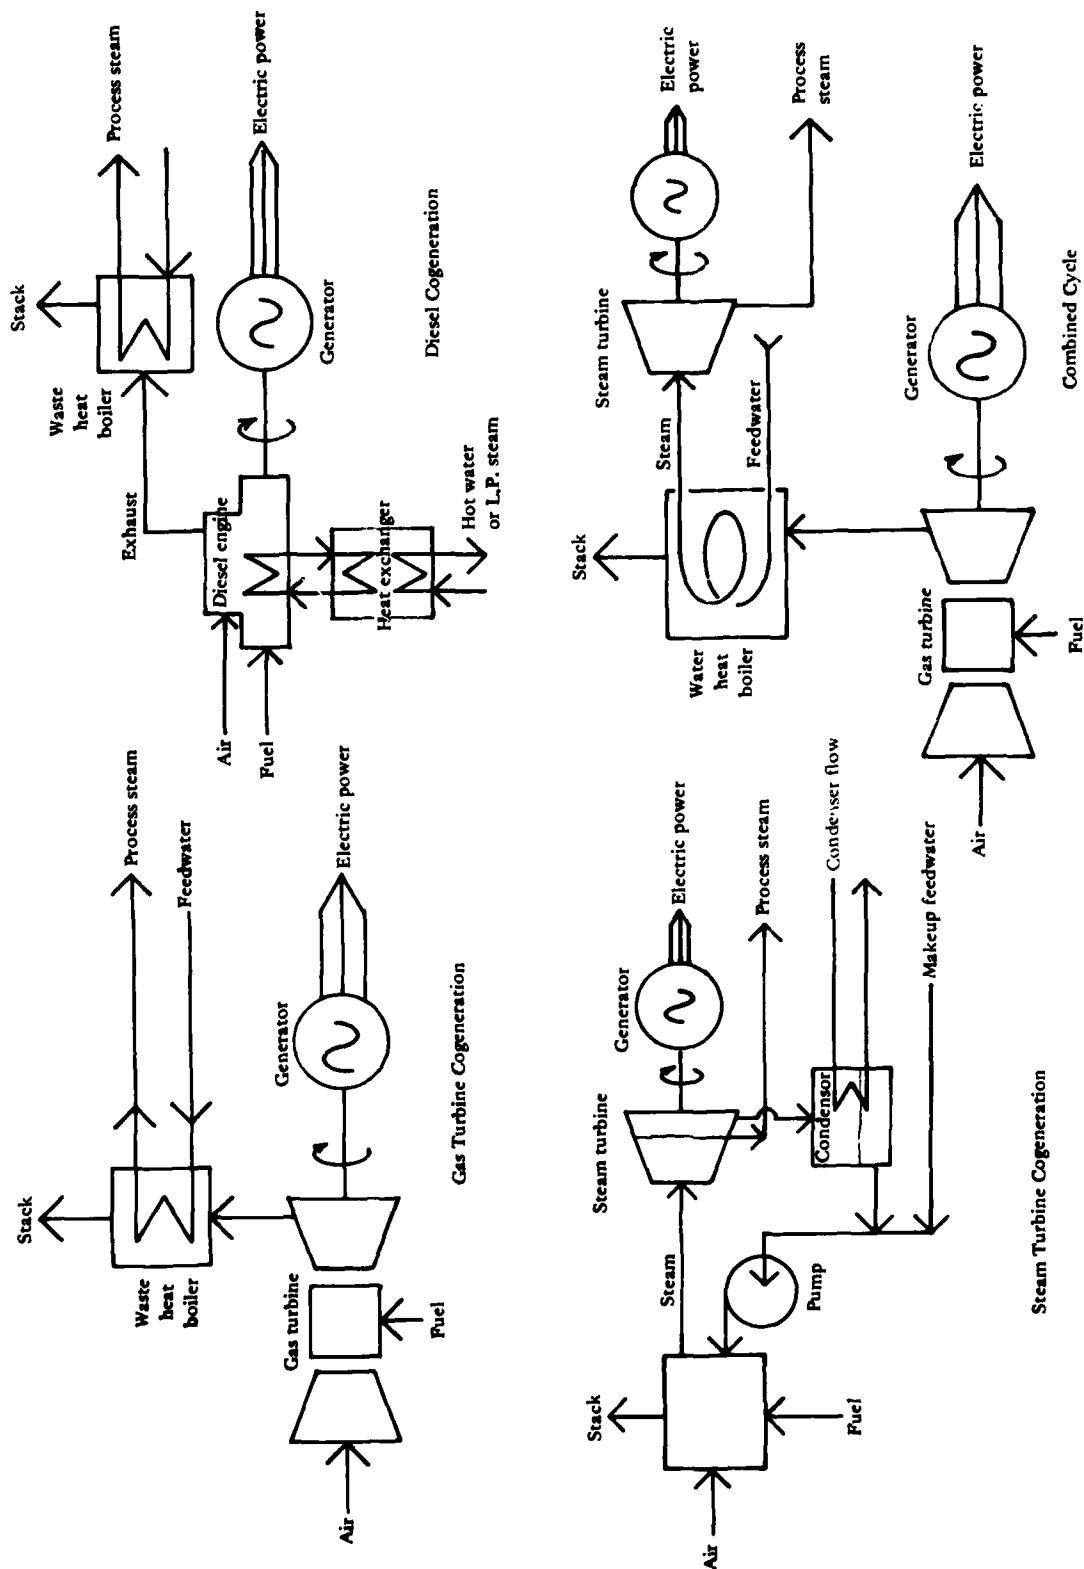 Stack
Process steam
Feedwater
Waste
heat
boiler
Generator
Electric power
Gas turbine
Fuel
Air
Gas Turbine Cogeneration
Stack
Process steam
Waste
heat
boiler
Exhaust
Electric power
Generator
Air
Diesel engine
Fuel
Heat exchanger
Hot water
or L.P. steam
Diesel Cogeneration
Stack
Steam
Steam turbine
Generator
Electric power
Process steam
Condensor
Condenser flow
Pump
Makeup feedwater
Fuel
Air
Steam Turbine Cogeneration
Stack
Steam
Steam turbine
Electric
power
Process
steam
Feedwater
Water
heat
boiler
Generator
Electric power
Gas turbine
Fuel
Air
Combined Cycle